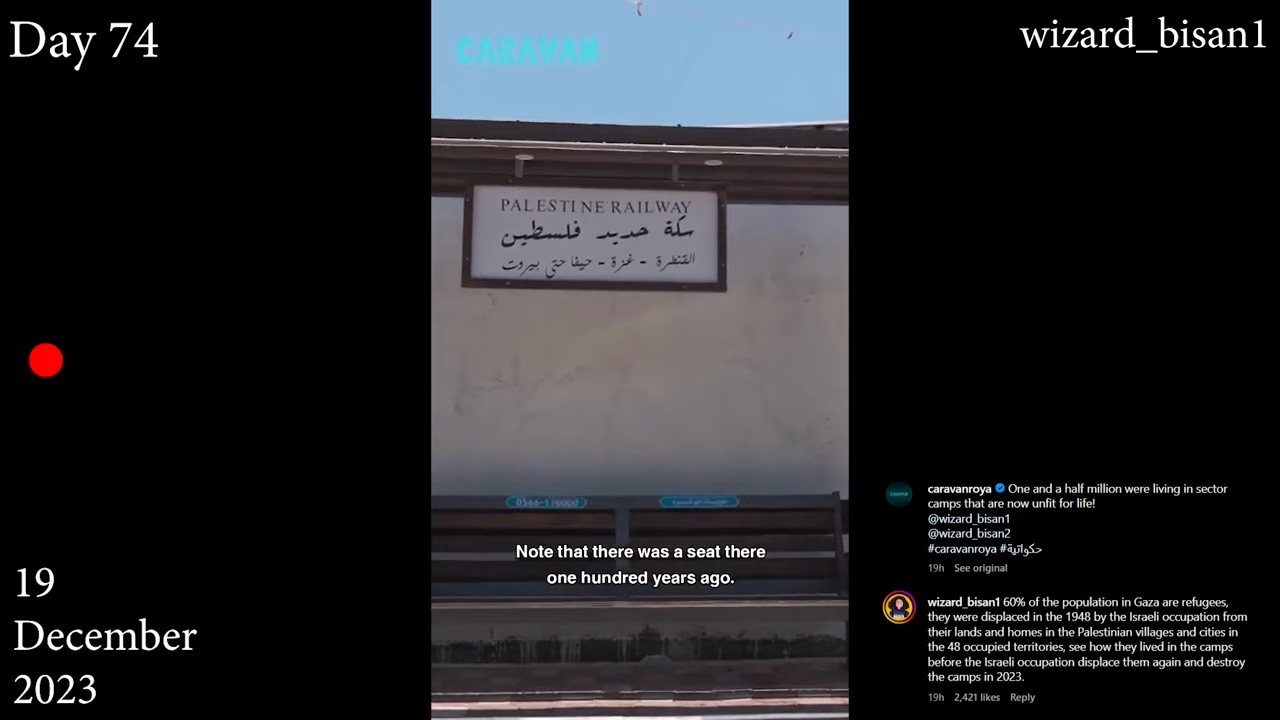 Day 74
wizard_bisan1
CARAVAN
PALESTINE RAILWAY
سكة حديد فلسطين
القنطرة - غزة - حيفا حتى بيروت
Note that there was a seat there
one hundred years ago.
19
December
2023
caravanroya One and a half million were living in sector
camps that are now unfit for life!
@wizard_bisan1
@wizard_bisan2
#caravanroya #حكواتية
19h See original
wizard_bisan1 60% of the population in Gaza are refugees,
they were displaced in the 1948 by the Israeli occupation from
their lands and homes in the Palestinian villages and cities in
the 48 occupied territories, see how they lived in the camps
before the Israeli occupation displace them again and destroy
the camps in 2023.
19h 2,421 likes Reply